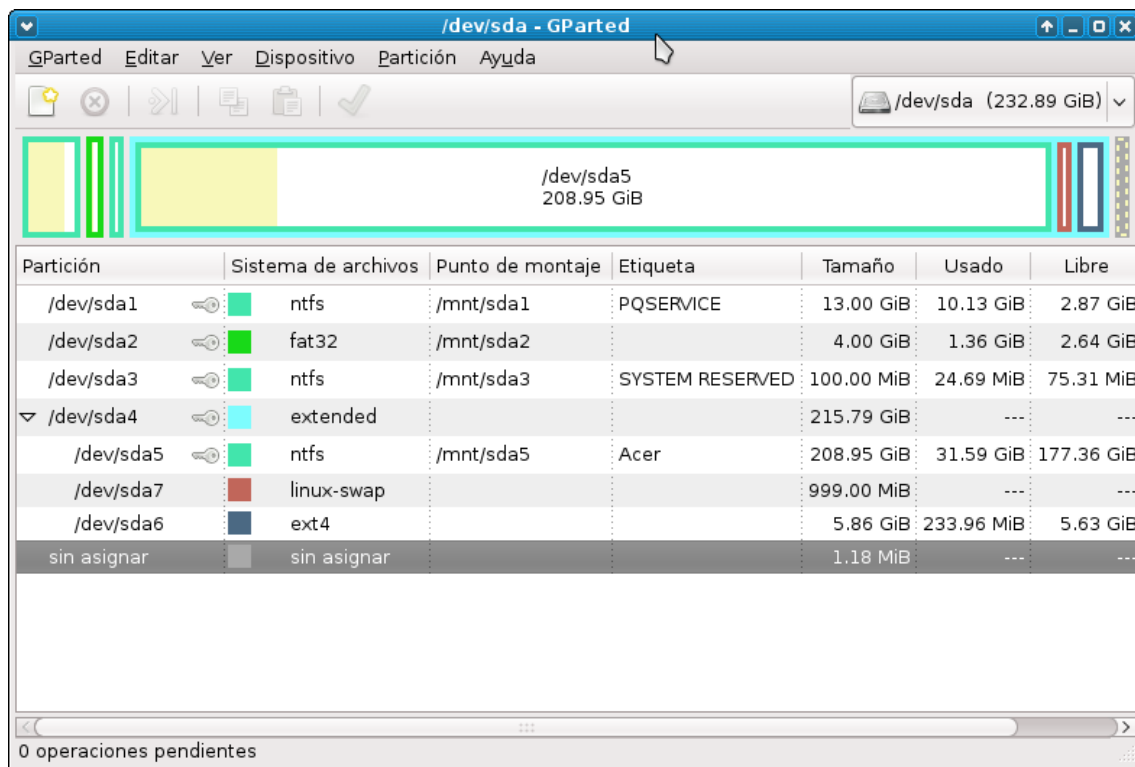 /dev/sda - GParted
GParted Editar Ver Dispositivo Partición Ayuda
/dev/sda (232.89 GiB)
/dev/sda5
208.95 GiB
Partición Sistema de archivos Punto de montaje Etiqueta Tamaño Usado Libre
/dev/sda1 ntfs /mnt/sda1 PQSERVICE 13.00 GiB 10.13 GiB 2.87 GiB
/dev/sda2 fat32 /mnt/sda2 4.00 GiB 1.36 GiB 2.64 GiB
/dev/sda3 ntfs /mnt/sda3 SYSTEM RESERVED 100.00 MiB 24.69 MiB 75.31 MiB
/dev/sda4 extended 215.79 GiB --- ---
/dev/sda5 ntfs /mnt/sda5 Acer 208.95 GiB 31.59 GiB 177.36 GiB
/dev/sda7 linux-swap 999.00 MiB --- ---
/dev/sda6 ext4 5.86 GiB 233.96 MiB 5.63 GiB
sin asignar sin asignar 1.18 MiB --- ---
0 operaciones pendientes